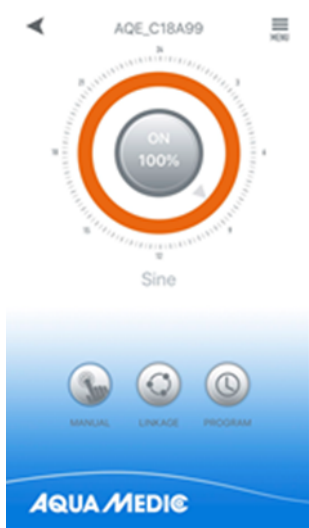 AQE_C18A99
MENU
24
21
3
ON
100%
18
6
15
9
12
Sine
MANUAL
LINKAGE
PROGRAM
AQUA MEDIC